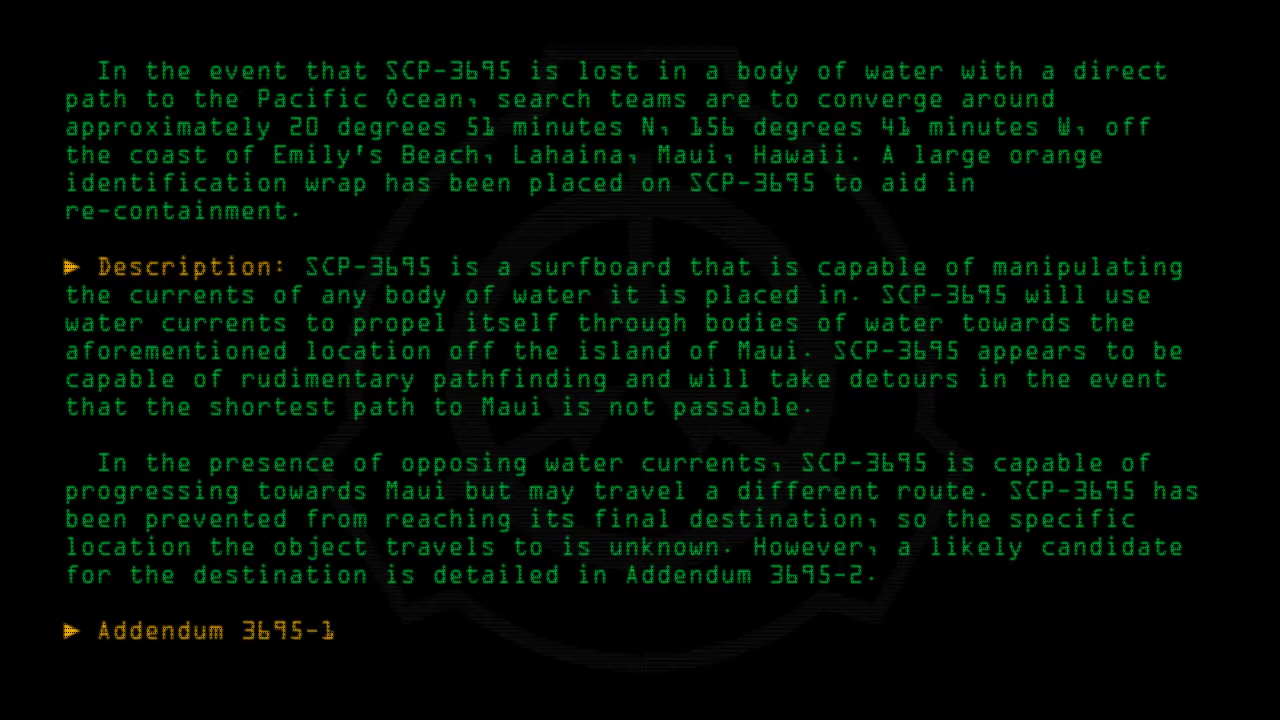 In the event that SCP-3695 is lost in a body of water with a direct
path to the Pacific Ocean, search teams are to converge around
approximately 20 degrees 51 minutes N, 156 degrees 41 minutes W, off
the coast of Emily's Beach, Lahaina, Maui, Hawaii. A large orange
identification wrap has been placed on SCP-3695 to aid in
re-containment.
► Description: SCP-3695 is a surfboard that is capable of manipulating
the currents of any body of water it is placed in. SCP-3695 will use
water currents to propel itself through bodies of water towards the
aforementioned location off the island of Maui. SCP-3695 appears to be
capable of rudimentary pathfinding and will take detours in the event
that the shortest path to Maui is not passable.
In the presence of opposing water currents, SCP-3695 is capable of
progressing towards Maui but may travel a different route. SCP-3695 has
been prevented from reaching its final destination, so the specific
location the object travels to is unknown. However, a likely candidate
for the destination is detailed in Addendum 3695-2.
► Addendum 3695-1